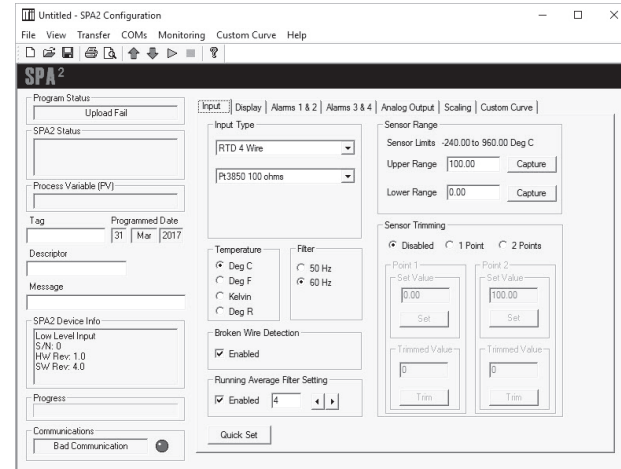 Untitled - SPA2 Configuration
File View Transfer COMs Monitoring Custom Curve Help
SPA2
Program Status
Upload Fail
SPA2 Status
Process Variable (PV)
Tag Programmed Date
31 Mar 2017
Descriptor
Message
SPA2 Device Info
Low Level Input
S/N: 0
HW Rev: 1.0
SW Rev: 4.0
Progress
Communications
Bad Communication
Input Display Alarms 1 & 2 Alarms 3 & 4 Analog Output Scaling Custom Curve
Input Type
RTD 4 Wire
Pt3850 100 ohms
Temperature
Deg C
Deg F
Kelvin
Deg R
Filter
50 Hz
60 Hz
Broken Wire Detection
Enabled
Running Average Filter Setting
Enabled 4
Quick Set
Sensor Range
Sensor Limits -240.00 to 960.00 Deg C
Upper Range 100.00 Capture
Lower Range 0.00 Capture
Sensor Trimming
Disabled 1 Point 2 Points
Point 1
Set Value
0.00
Set
Trimmed Value
0
Trim
Point 2
Set Value
100.00
Set
Trimmed Value
0
Trim